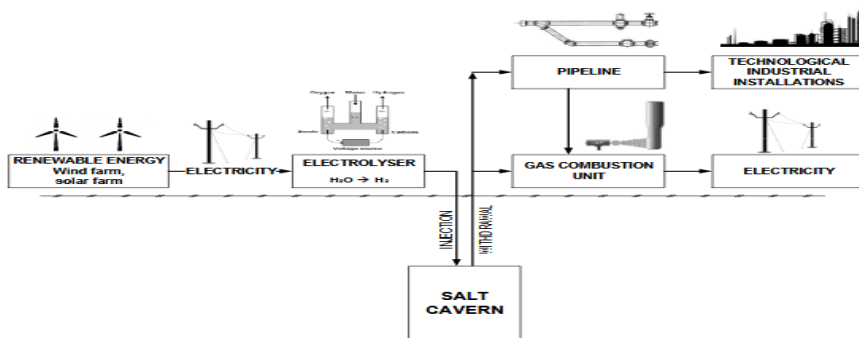 PIPELINE
TECHNOLOGICAL
INDUSTRIAL
INSTALLATIONS
Oxygen Water Hydrogen
Anode Cathode
Voltage source
RENEWABLE ENERGY
Wind farm,
solar farm
ELECTRICITY
ELECTROLYSER
H₂O → H₂
GAS COMBUSTION
UNIT
ELECTRICITY
INJECTION
WITHDRAWAL
SALT
CAVERN